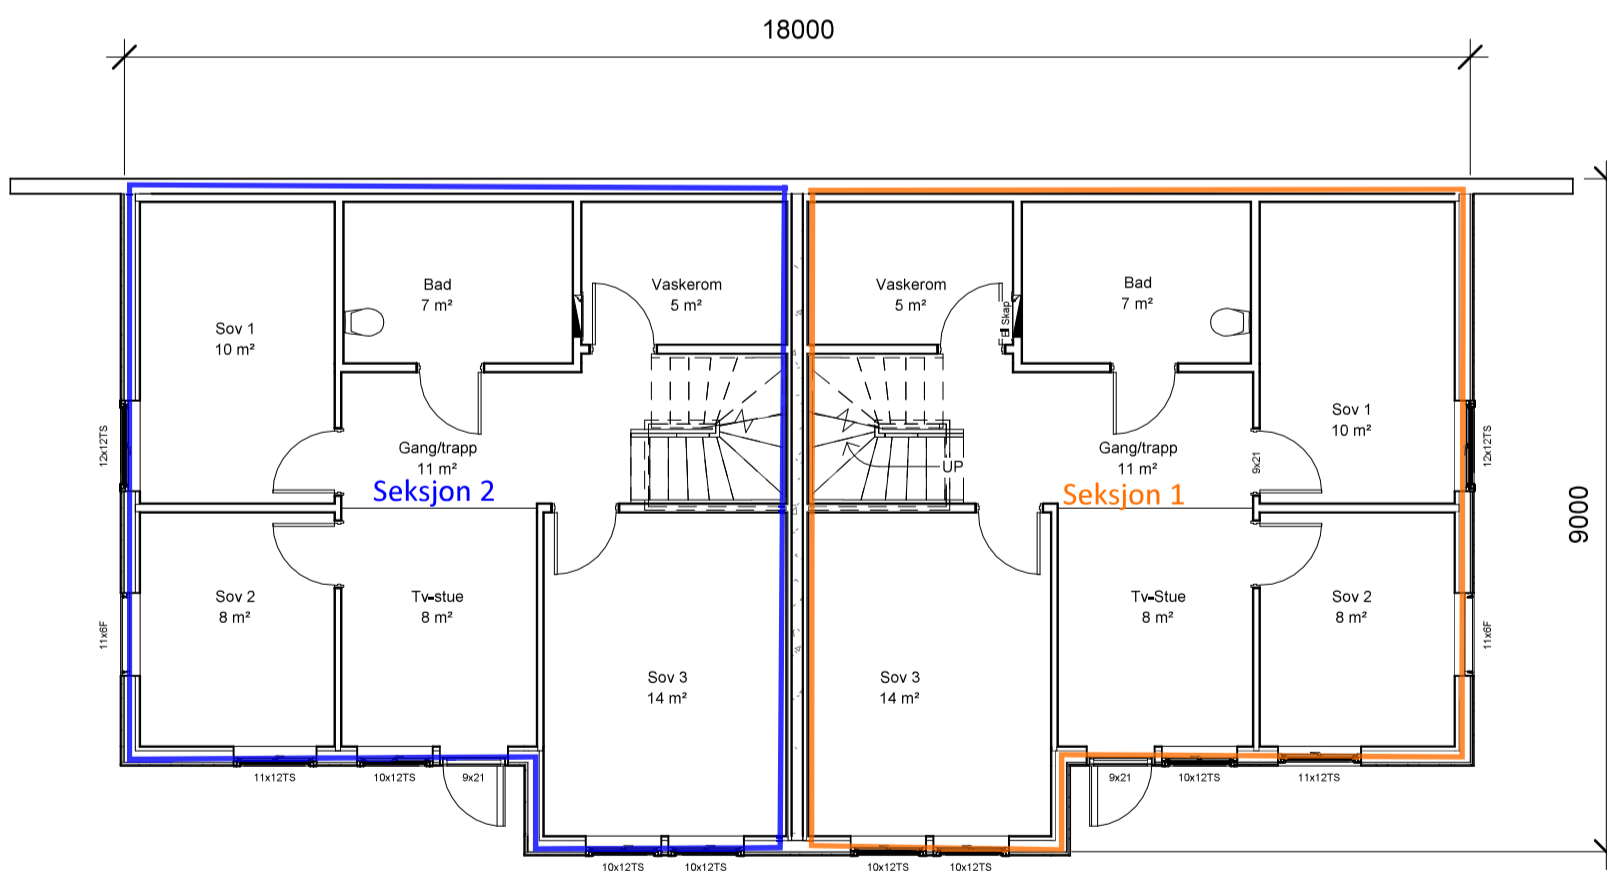 18000
Bad
7 m²
Vaskerom
5 m²
Vaskerom
5 m²
Bad
7 m²
Sov 1
10 m²
El Skap
Sov 1
10 m²
12x12TS
Gang/trapp
11 m²
Seksjon 2
UP
Gang/trapp
11 m²
Seksjon 1
9x21
12x12TS
9000
Sov 2
8 m²
Tv-stue
8 m²
Tv-Stue
8 m²
Sov 2
8 m²
11x6F
11x6F
Sov 3
14 m²
Sov 3
14 m²
11x12TS
10x12TS
9x21
9x21
10x12TS
11x12TS
10x12TS
10x12TS
10x12TS
10x12TS